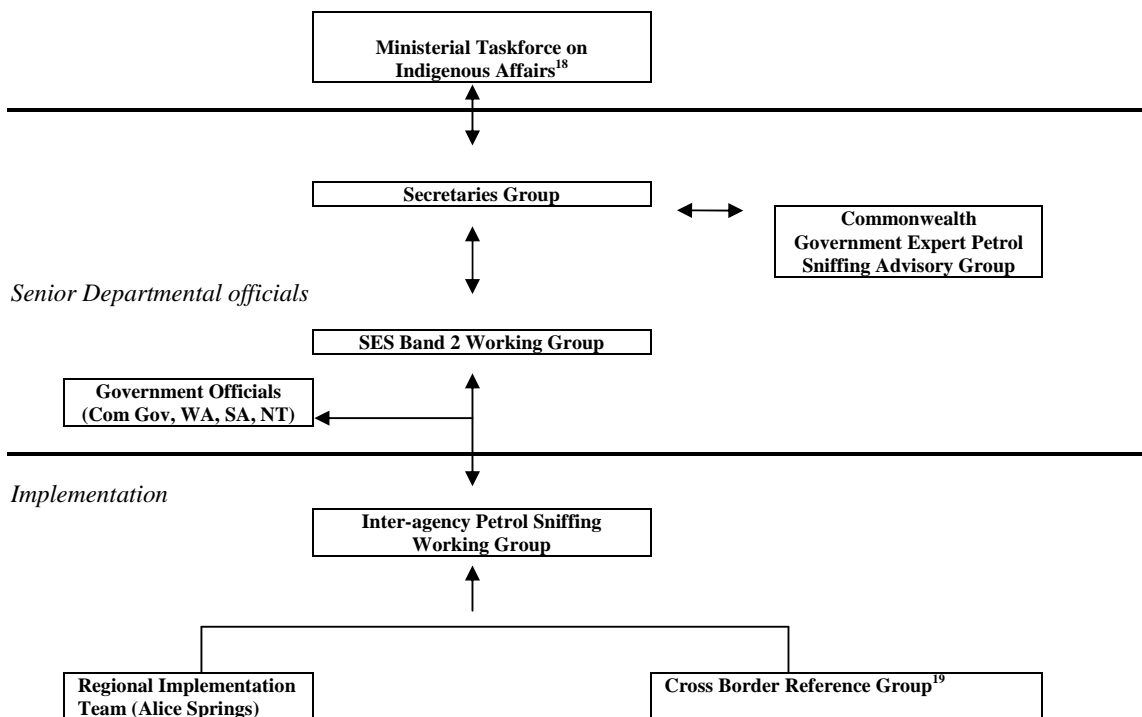 Ministerial Taskforce on
Indigenous Affairs18
Secretaries Group
Commonwealth
Government Expert Petrol
Sniffing Advisory Group
Senior Departmental officials
SES Band 2 Working Group
Government Officials
(Com Gov, WA, SA, NT)
Implementation
Inter-agency Petrol Sniffing
Working Group
Regional Implementation
Team (Alice Springs)
Cross Border Reference Group19